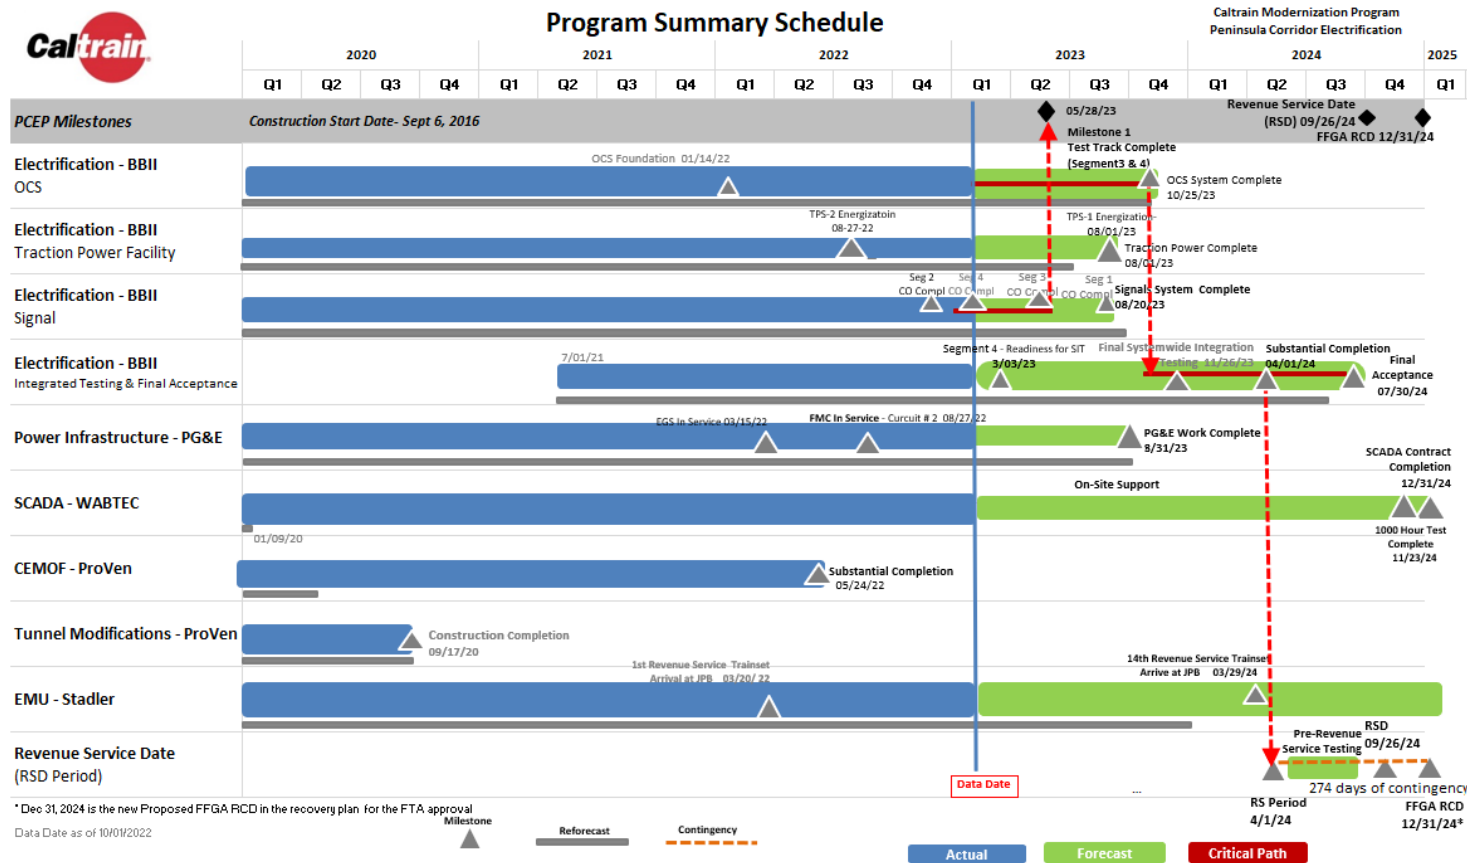 Caltrain
Program Summary Schedule
Caltrain Modernization Program
Peninsula Corridor Electrification
2020 2021 2022 2023 2024 2025
Q1 Q2 Q3 Q4 Q1 Q2 Q3 Q4 Q1 Q2 Q3 Q4 Q1 Q2 Q3 Q4 Q1 Q2 Q3 Q4 Q1
PCEP Milestones
Construction Start Date- Sept 6, 2016
05/28/23
Milestone 1
Test Track Complete
(Segment3 & 4)
Revenue Service Date
(RSD) 09/26/24
FFGA RCD 12/31/24
Electrification - BBII
OCS
OCS Foundation 01/14/22
OCS System Complete
10/25/23
Electrification - BBII
Traction Power Facility
TPS-2 Energizatoin
08-27-22
TPS-1 Energization-
08/01/23
Traction Power Complete
08/01/23
Electrification - BBII
Signal
Seg 2
CO Compl
Seg 4
CO Compl
Seg 3
CO Compl
Seg 1
CO Compl
Signals System Complete
08/20/23
Electrification - BBII
Integrated Testing & Final Acceptance
7/01/21
Segment 4 - Readiness for SIT
3/03/23
Final Systemwide Integration
Testing 11/26/23
Substantial Completion
04/01/24
Final
Acceptance
07/30/24
Power Infrastructure - PG&E
EGS In Service 03/15/22
FMC In Service - Curcuit # 2 08/27/22
PG&E Work Complete
8/31/23
SCADA - WABTEC
01/09/20
On-Site Support
SCADA Contract
Completion
12/31/24
1000 Hour Test
Complete
11/23/24
CEMOF - ProVen
Substantial Completion
05/24/22
Tunnel Modifications - ProVen
Construction Completion
09/17/20
EMU - Stadler
1st Revenue Service Trainset
Arrival at JPB 03/20/ 22
14th Revenue Service Trainset
Arrive at JPB 03/29/24
Revenue Service Date
(RSD Period)
Data Date
...
Pre-Revenue
Service Testing
RSD
09/26/24
RS Period
4/1/24
274 days of contingency
FFGA RCD
12/31/24*
* Dec 31, 2024 is the new Proposed FFGA RCD in the recovery plan for the FTA approval
Data Date as of 10/01/2022
Milestone
Reforecast
Contingency
Actual
Forecast
Critical Path